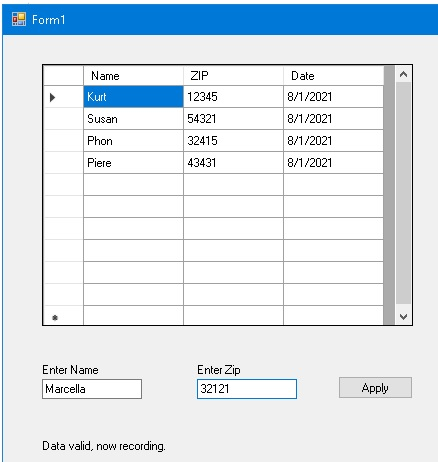 Form1
Name ZIP Date
Kurt 12345 8/1/2021
Susan 54321 8/1/2021
Phon 32415 8/1/2021
Piere 43431 8/1/2021
Enter Name Enter Zip
Marcella 32121 Apply
Data valid, now recording.